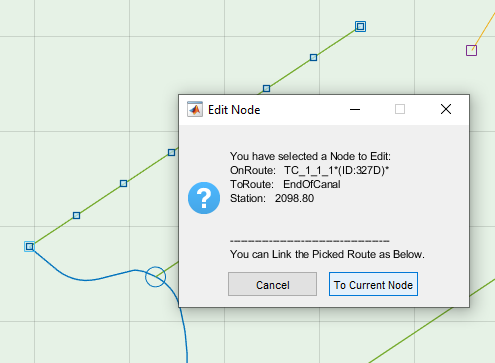 Edit Node
You have selected a Node to Edit:
OnRoute: TC_1_1_1*(ID:327D)*
ToRoute: EndOfCanal
Station: 2098.80
----------------------------------------
You can Link the Picked Route as Below.
Cancel
To Current Node